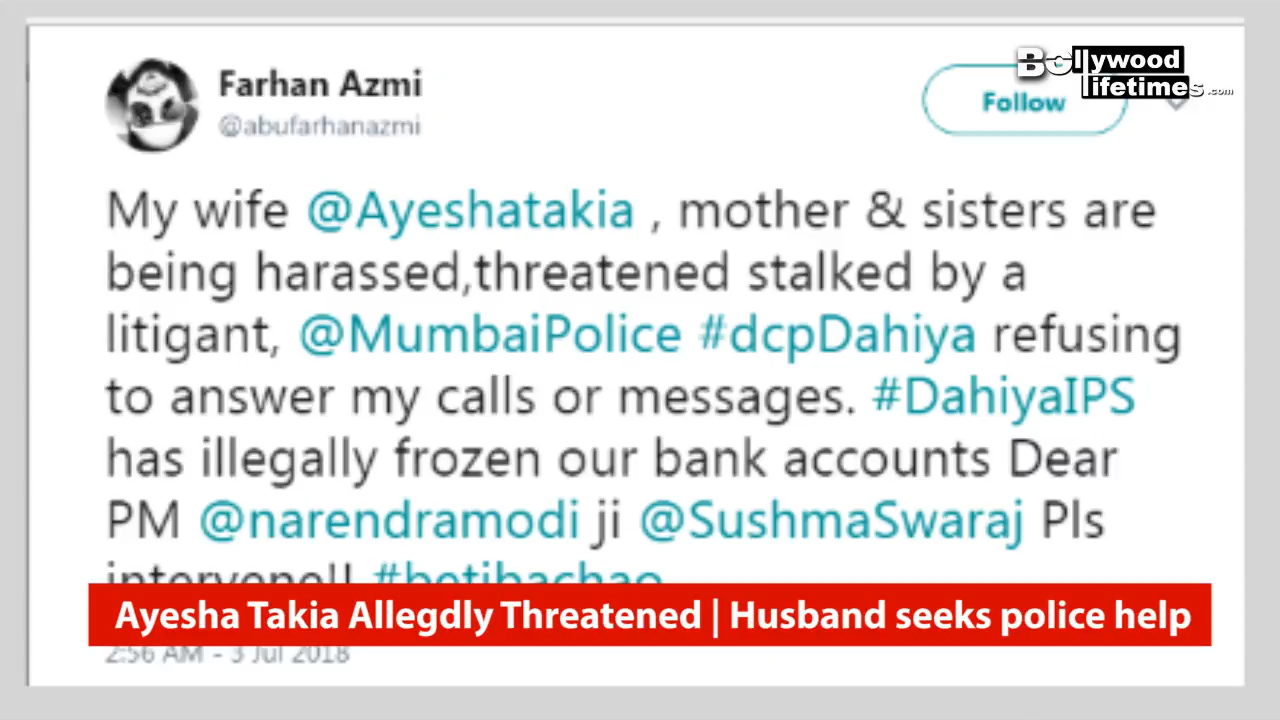 Bollywood
lifetimes.com
Farhan Azmi
@abufarhanazmi
Follow
My wife @Ayeshatakia , mother & sisters are
being harassed,threatened stalked by a
litigant, @MumbaiPolice #dcpDahiya refusing
to answer my calls or messages. #DahiyaIPS
has illegally frozen our bank accounts Dear
PM @narendramodi ji @SushmaSwaraj Pls
intervene!! #betibachao
Ayesha Takia Allegdly Threatened | Husband seeks police help
2:56 AM - 3 Jul 2018